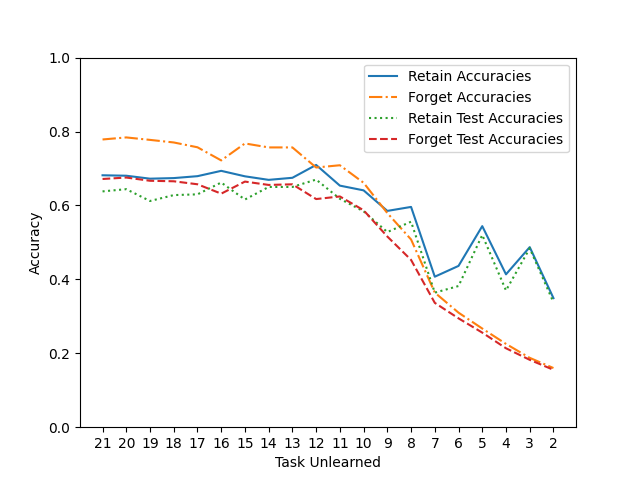 1.0
0.8
0.6
0.4
0.2
0.0
Accuracy
Retain Accuracies
Forget Accuracies
Retain Test Accuracies
Forget Test Accuracies
21 20 19 18 17 16 15 14 13 12 11 10 9 8 7 6 5 4 3 2
Task Unlearned